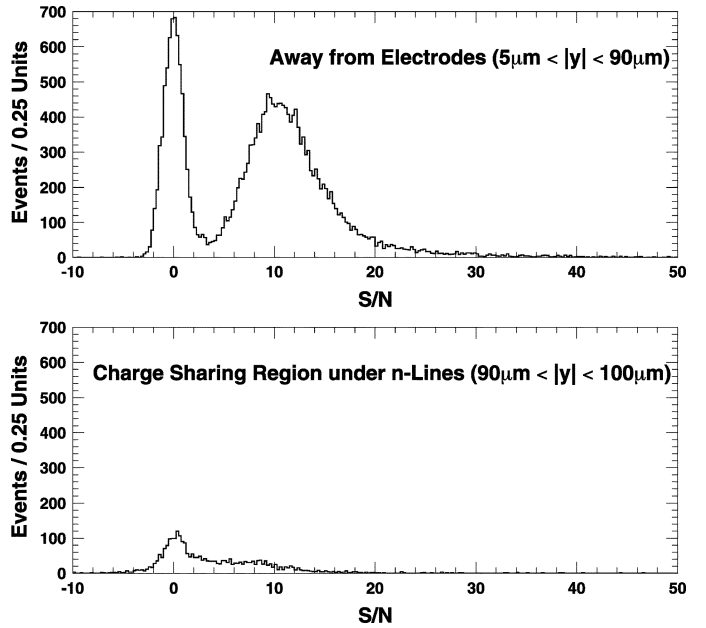 700
600
500
400
300
200
100
0
Events / 0.25 Units
Away from Electrodes (5μm < |y| < 90μm)
-10 0 10 20 30 40 50
S/N
700
600
500
400
300
200
100
0
Events / 0.25 Units
Charge Sharing Region under n-Lines (90μm < |y| < 100μm)
-10 0 10 20 30 40 50
S/N